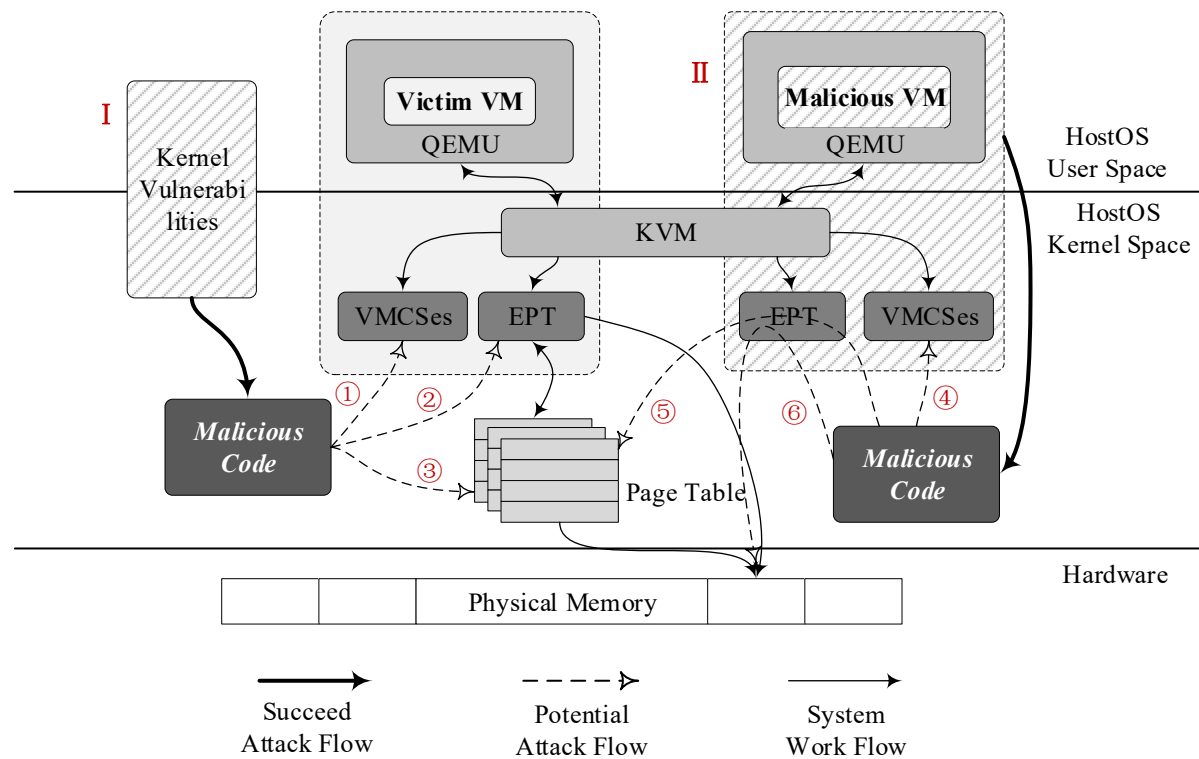 Ⅰ
Kernel
Vulnerabi
lities
Victim VM
QEMU
Ⅱ
Malicious VM
QEMU
HostOS
User Space
HostOS
Kernel Space
KVM
VMCSes
EPT
EPT
VMCSes
①
②
③
④
⑤
⑥
Malicious
Code
Page Table
Malicious
Code
Hardware
Physical Memory
Succeed
Attack Flow
Potential
Attack Flow
System
Work Flow